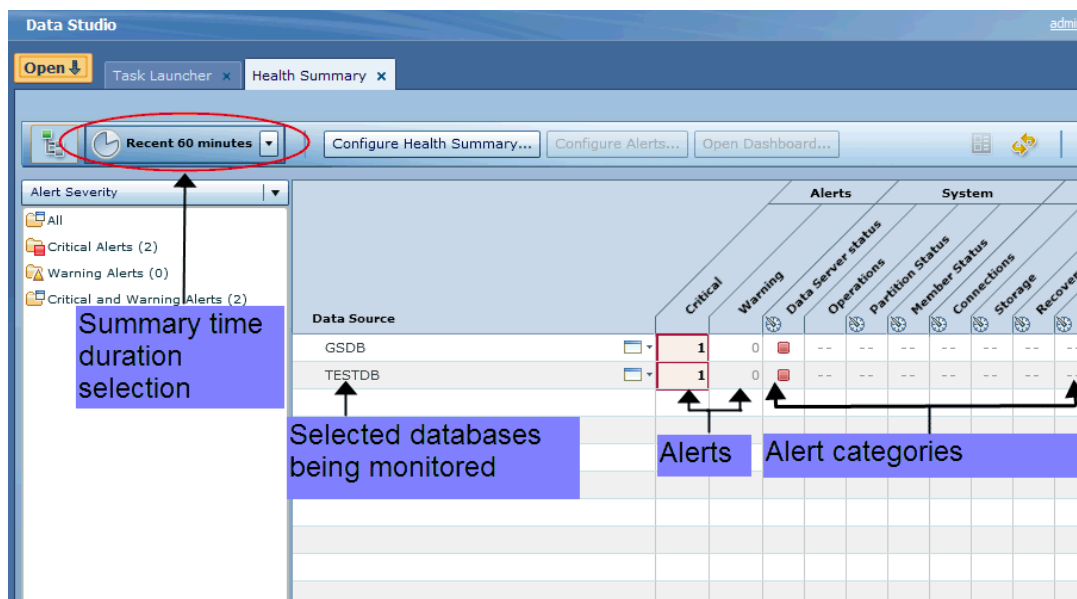 Data Studio
Open
Task Launcher x
Health Summary x
Recent 60 minutes
Configure Health Summary...
Configure Alerts...
Open Dashboard...
Alert Severity
All
Critical Alerts (2)
Warning Alerts (0)
Critical and Warning Alerts (2)
Summary time
duration
selection
Alerts
System
Data Source
Critical
Warning
Data Server status
Operations
Partition Status
Member Status
Connections
Storage
GSDB 1 0 -- -- -- -- -- -- --
TESTDB 1 0 -- -- -- -- -- --
Selected databases
being monitored
Alerts
Alert categories